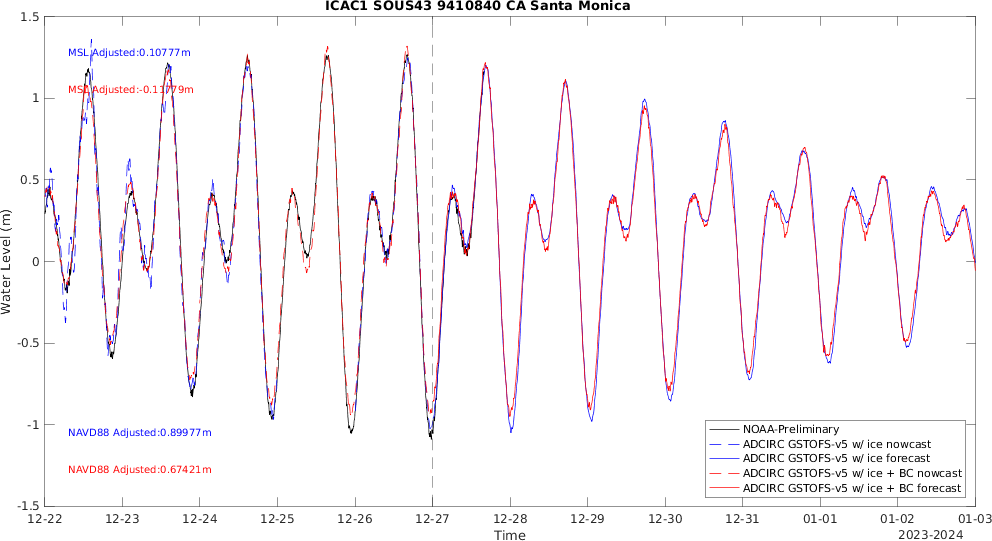 ICAC1 SOUS43 9410840 CA Santa Monica
1.5
1
0.5
0
-0.5
-1
-1.5
Water Level (m)
MSL Adjusted:0.10777m
MSL Adjusted:-0.11779m
NAVD88 Adjusted:0.89977m
NAVD88 Adjusted:0.67421m
NOAA-Preliminary
ADCIRC GSTOFS-v5 w/ ice nowcast
ADCIRC GSTOFS-v5 w/ ice forecast
ADCIRC GSTOFS-v5 w/ ice + BC nowcast
ADCIRC GSTOFS-v5 w/ ice + BC forecast
12-22 12-23 12-24 12-25 12-26 12-27 12-28 12-29 12-30 12-31 01-01 01-02 01-03
Time
2023-2024